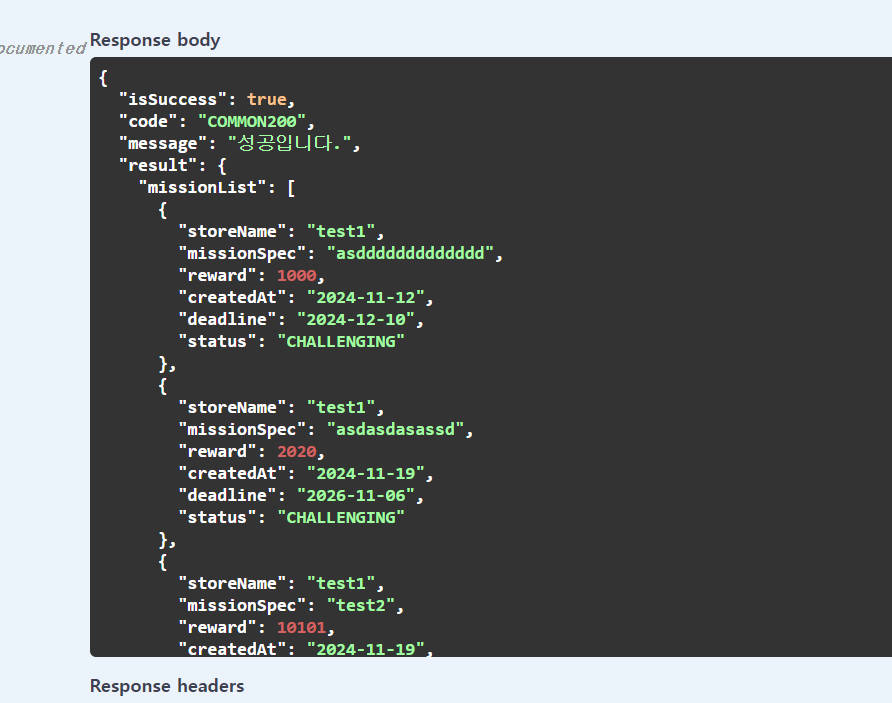 ocumented
Response body
{
"isSuccess": true,
"code": "COMMON200",
"message": "성공입니다.",
"result": {
"missionList": [
{
"storeName": "test1",
"missionSpec": "asddddddddddddd",
"reward": 1000,
"createdAt": "2024-11-12",
"deadline": "2024-12-10",
"status": "CHALLENGING"
},
{
"storeName": "test1",
"missionSpec": "asdasdasassd",
"reward": 2020,
"createdAt": "2024-11-19",
"deadline": "2026-11-06",
"status": "CHALLENGING"
},
{
"storeName": "test1",
"missionSpec": "test2",
"reward": 10101,
"createdAt": "2024-11-19",
Response headers